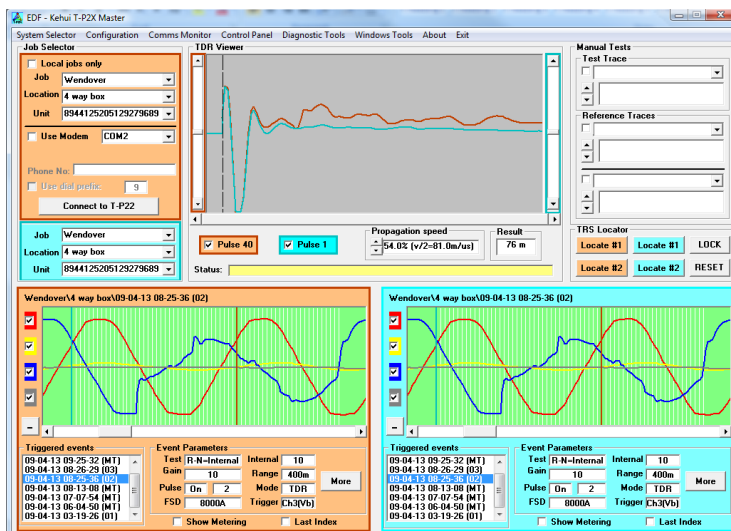 EDF - Kehui T-P2X Master
System Selector Configuration Comms Monitor Control Panel Diagnostic Tools Windows Tools About Exit
Job Selector
Local jobs only
Job Wendover
Location 4 way box
Unit 8944125205129279689
Use Modem COM2
Phone No:
Use dial prefix: 9
Connect to T-P22
Job Wendover
Location 4 way box
Unit 8944125205129279689
TDR Viewer
Pulse 40
Pulse 1
Propagation speed
54.0% (v/2=81.0m/us)
Result
76 m
Status:
Manual Tests
Test Trace
Reference Traces
TRS Locator
Locate #1 Locate #1 LOCK
Locate #2 Locate #2 RESET
Wendover\4 way box\09-04-13 08-25-36 (02)
Triggered events
09-04-13 09-25-32 (MT)
09-04-13 08-26-29 (03)
09-04-13 08-25-36 (02)
09-04-13 08-13-08 (MT)
09-04-13 07-07-54 (MT)
09-04-13 06-04-50 (MT)
09-04-13 03-19-26 (01)
Event Parameters
Test R-N=Internal Internal 10
Gain 10 Range 400m
Pulse On 2 Mode TDR
FSD 8000A Trigger Ch3(Vb)
More
Show Metering Last Index
Wendover\4 way box\09-04-13 08-25-36 (02)
Triggered events
09-04-13 09-25-32 (MT)
09-04-13 08-26-29 (03)
09-04-13 08-25-36 (02)
09-04-13 08-13-08 (MT)
09-04-13 07-07-54 (MT)
09-04-13 06-04-50 (MT)
09-04-13 03-19-26 (01)
Event Parameters
Test R-N=Internal Internal 10
Gain 10 Range 400m
Pulse On 2 Mode TDR
FSD 8000A Trigger Ch3(Vb)
More
Show Metering Last Index